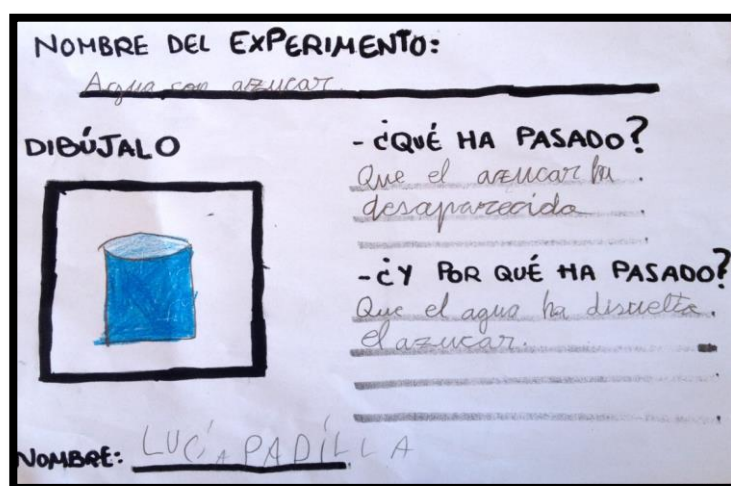 NOMBRE DEL EXPERIMENTO:
Agua con azucar.
DIBÚJALO
- ¿QUÉ HA PASADO?
Que el azucar ha
desaparecido
- ¿Y POR QUÉ HA PASADO?
Que el agua ha disuelto
el azucar.
NOMBRE: LUCÍA PADILLA